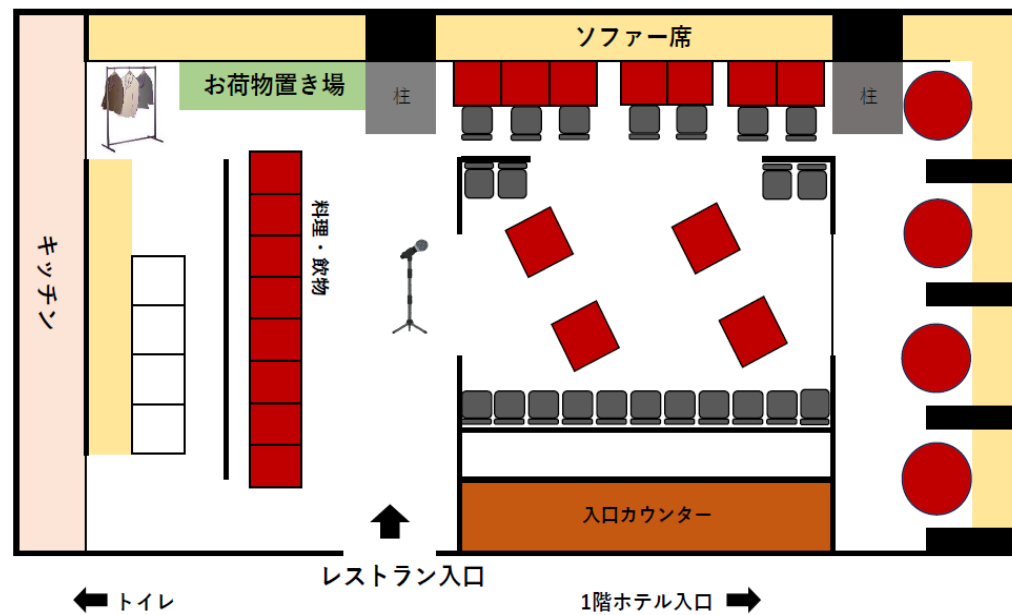 ソファー席
お荷物置き場
柱
柱
キッチン
料理・飲物
入口カウンター
レストラン入口
トイレ
1階ホテル入口